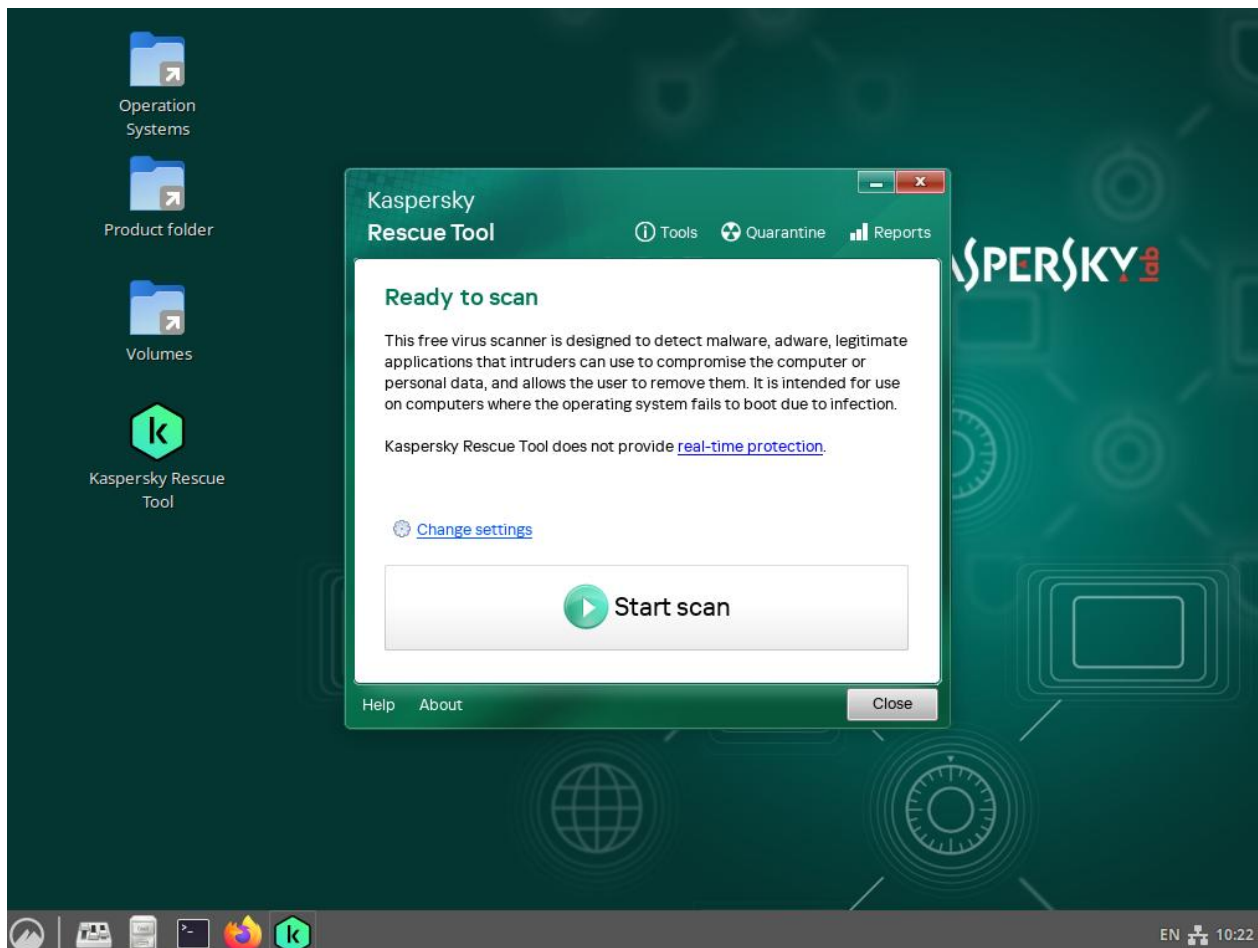 Operation
Systems
Product folder
Volumes
Kaspersky Rescue
Tool
Kaspersky
Rescue Tool
Tools
Quarantine
Reports
Ready to scan
This free virus scanner is designed to detect malware, adware, legitimate
applications that intruders can use to compromise the computer or
personal data, and allows the user to remove them. It is intended for use
on computers where the operating system fails to boot due to infection.
Kaspersky Rescue Tool does not provide real-time protection.
Change settings
Start scan
Help About
Close
SPERSKY lab
EN 10:22